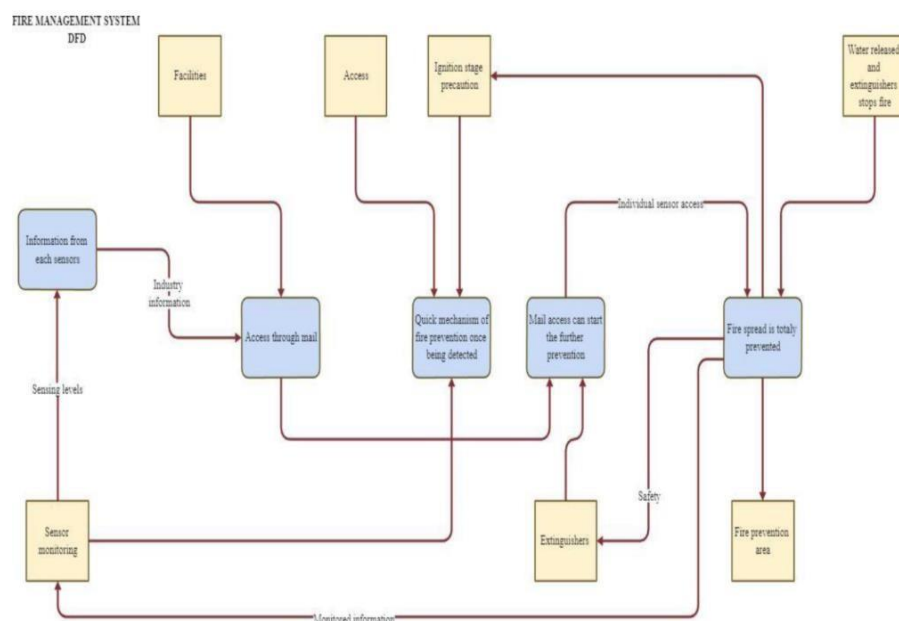 FIRE MANAGEMENT SYSTEM
DFD
Facilities
Access
Ignition stage
precaution
Water released
and
extinguishers
stops fire
Individual sensor access
Information from
each sensors
Industry
information
Access through mail
Quick mechanism of
fire prevention once
being detected
Mail access can start
the further
prevention
Fire spread is totaly
prevented
Sensing levels
Safety
Sensor
monitoring
Extinguishers
Fire prevention
area
Monitored information